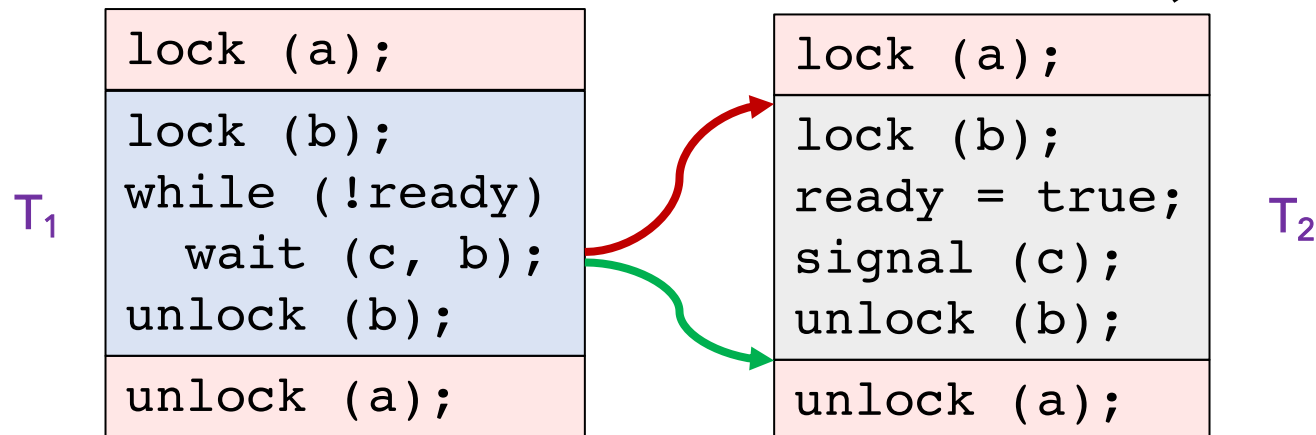 T1
lock (a);
lock (b);
while (!ready)
wait (c, b);
unlock (b);
unlock (a);
lock (a);
lock (b);
ready = true;
signal (c);
unlock (b);
unlock (a);
T2